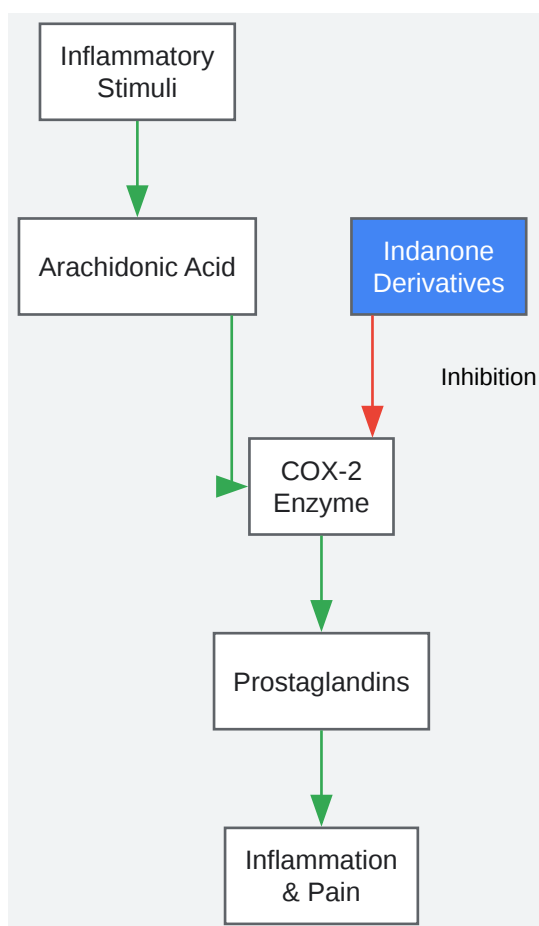 Inflammatory
Stimuli
Arachidonic Acid
Indanone
Derivatives
Inhibition
COX-2
Enzyme
Prostaglandins
Inflammation
& Pain